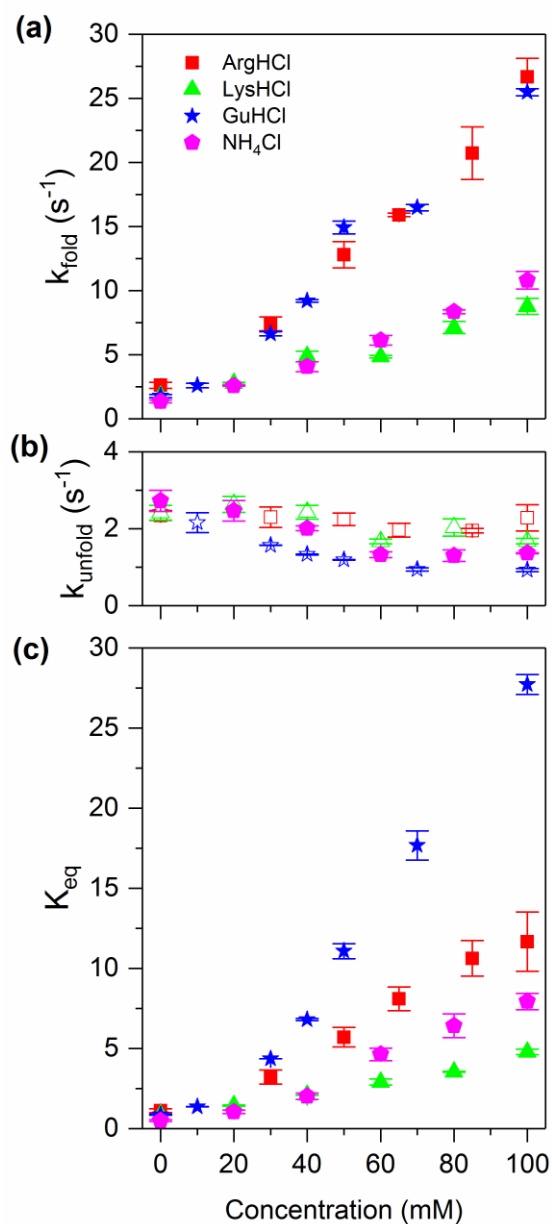 (a)
30
25
20
15
10
5
0
k_fold (s⁻¹)
ArgHCl
LysHCl
GuHCl
NH₄Cl
(b)
4
2
0
k_unfold (s⁻¹)
(c)
30
25
20
15
10
5
0
K_eq
0 20 40 60 80 100
Concentration (mM)